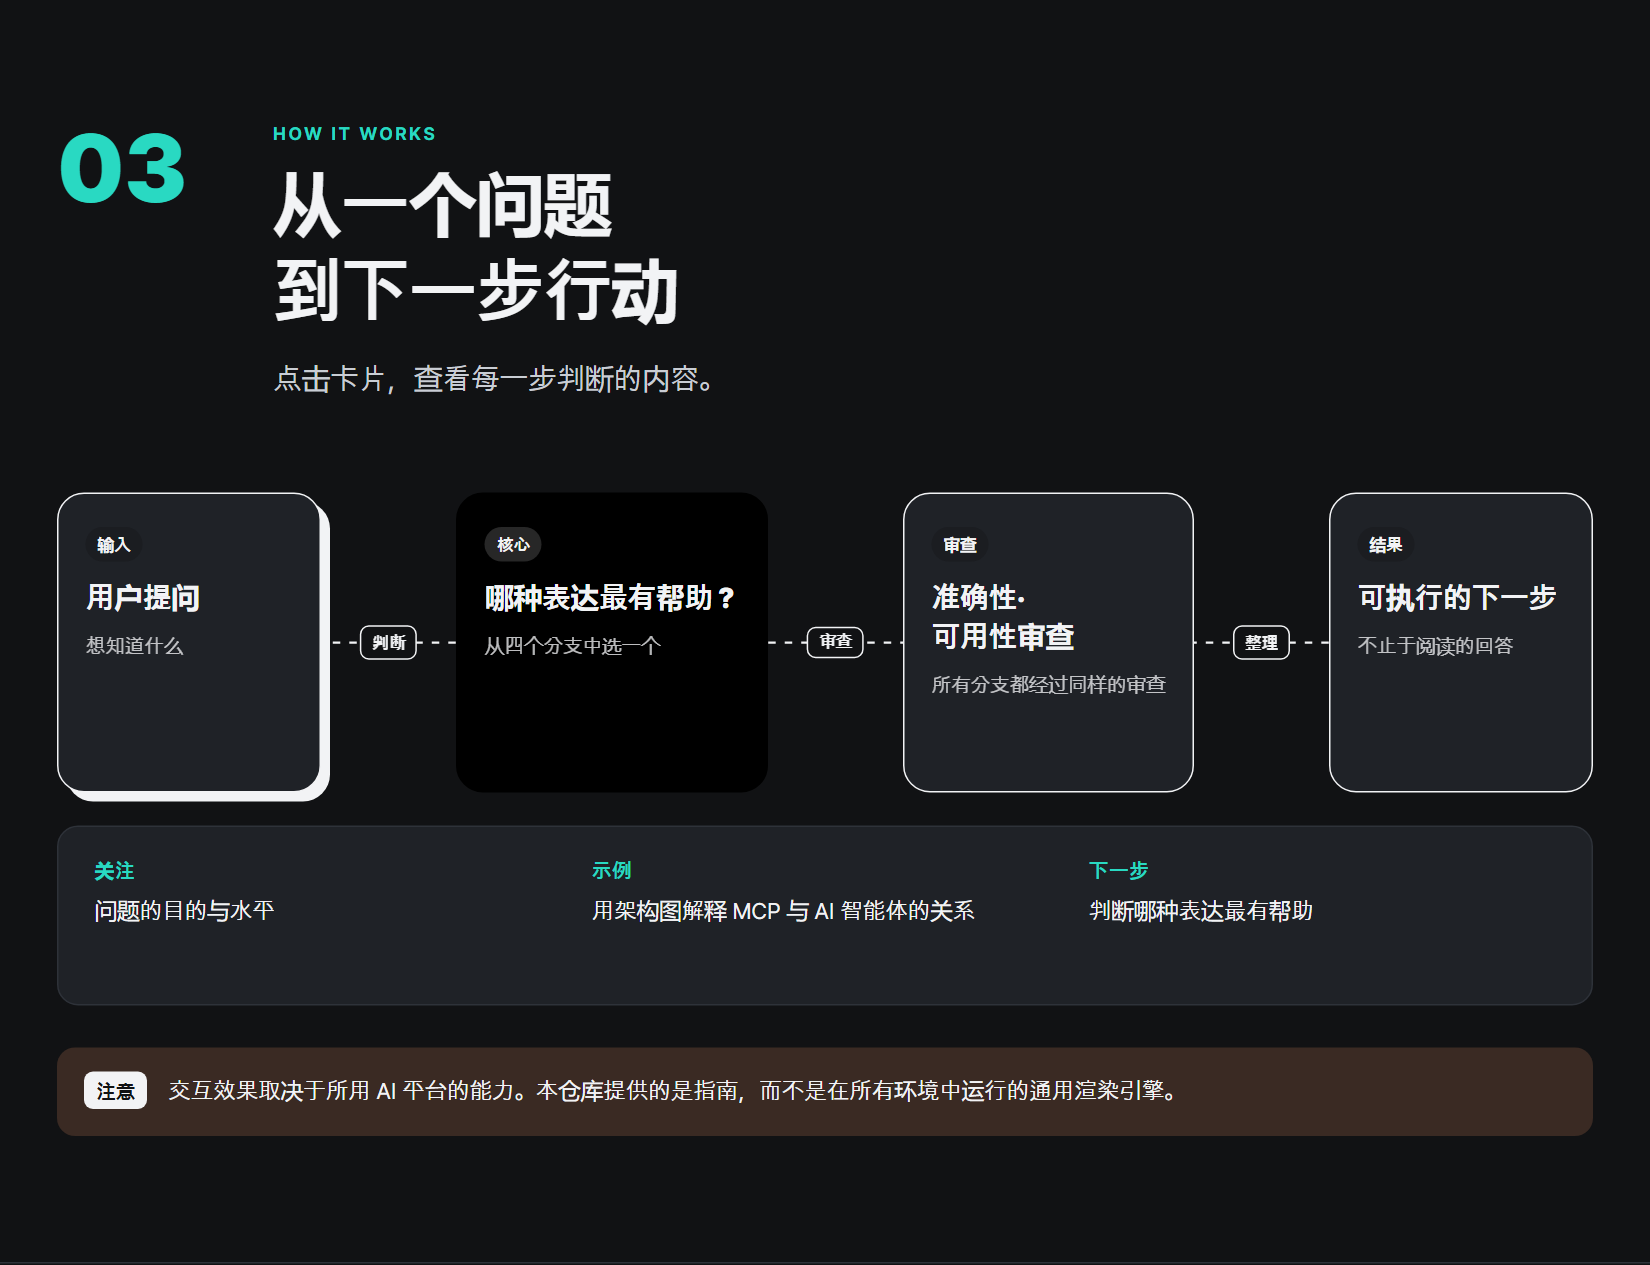 03
HOW IT WORKS
从一个问题
到下一步行动
点击卡片，查看每一步判断的内容。
输入
用户提问
想知道什么
判断
核心
哪种表达最有帮助？
从四个分支中选一个
审查
审查
准确性·
可用性审查
所有分支都经过同样的审查
整理
结果
可执行的下一步
不止于阅读的回答
关注
问题的目的与水平
示例
用架构图解释 MCP 与 AI 智能体的关系
下一步
判断哪种表达最有帮助
注意
交互效果取决于所用 AI 平台的能力。本仓库提供的是指南，而不是在所有环境中运行的通用渲染引擎。